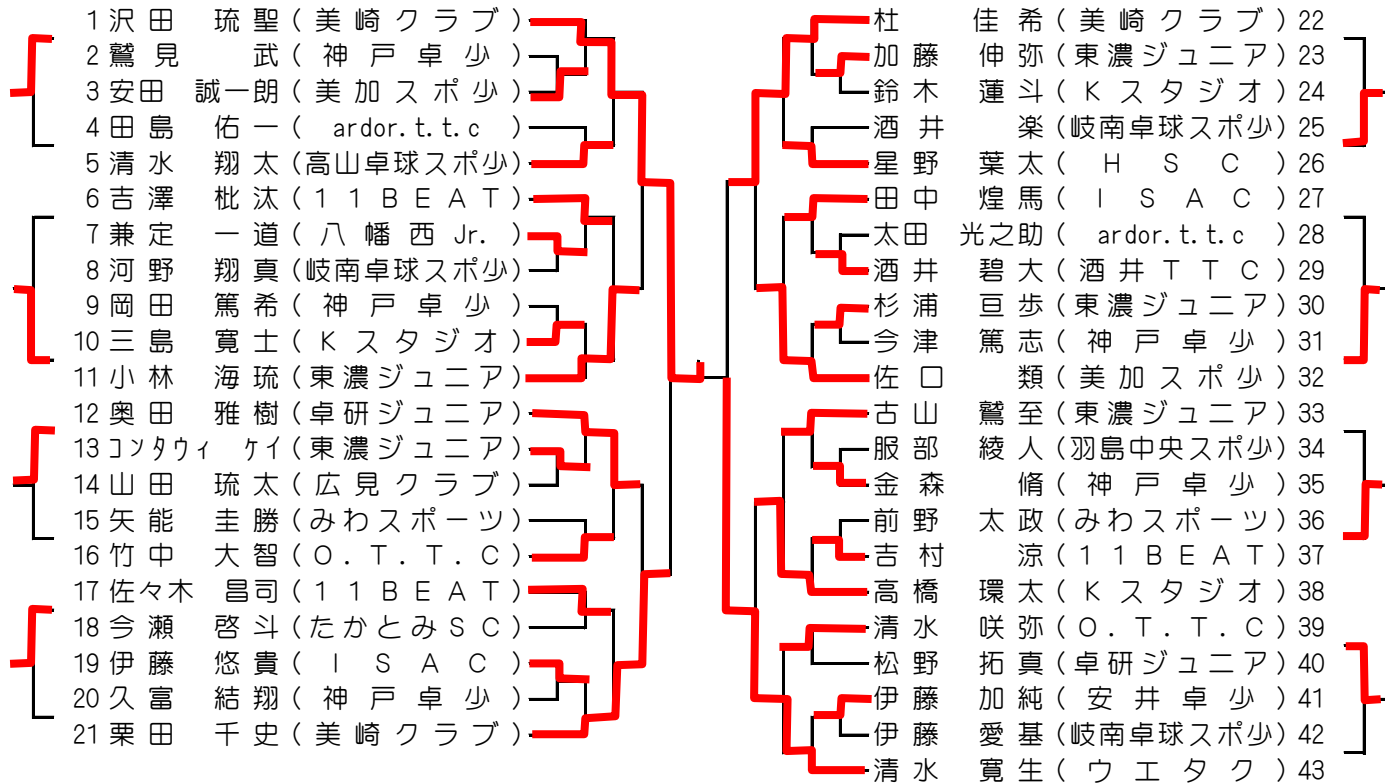 1 沢田 琉聖 (美崎クラブ)
2 鷲見 武 (神戸卓少)
3 安田 誠一朗 (美加スポ少)
4 田島 佑一 (ardor.t.t.c)
5 清水 翔太 (高山卓球スポ少)
6 吉澤 枇汰 (11BEAT)
7 兼定 一道 (八幡西Jr.)
8 河野 翔真 (岐南卓球スポ少)
9 岡田 篤希 (神戸卓少)
10 三島 寛士 (Kスタジオ)
11 小林 海琉 (東濃ジュニア)
12 奥田 雅樹 (卓研ジュニア)
13 コンタウィ ケイ (東濃ジュニア)
14 山田 琉太 (広見クラブ)
15 矢能 圭勝 (みわスポーツ)
16 竹中 大智 (O.T.T.C)
17 佐々木 昌司 (11BEAT)
18 今瀬 啓斗 (たかとみSC)
19 伊藤 悠貴 (ISAC)
20 久富 結翔 (神戸卓少)
21 栗田 千史 (美崎クラブ)
杜 佳希 (美崎クラブ) 22
加藤 伸弥 (東濃ジュニア) 23
鈴木 蓮斗 (Kスタジオ) 24
酒井 楽 (岐南卓球スポ少) 25
星野 葉太 (HSC) 26
田中 煌馬 (ISAC) 27
太田 光之助 (ardor.t.t.c) 28
酒井 碧大 (酒井TTC) 29
杉浦 亘歩 (東濃ジュニア) 30
今津 篤志 (神戸卓少) 31
佐口 類 (美加スポ少) 32
古山 鷲至 (東濃ジュニア) 33
服部 綾人 (羽島中央スポ少) 34
金森 脩 (神戸卓少) 35
前野 太政 (みわスポーツ) 36
吉村 涼 (11BEAT) 37
高橋 環太 (Kスタジオ) 38
清水 咲弥 (O.T.T.C) 39
松野 拓真 (卓研ジュニア) 40
伊藤 加純 (安井卓少) 41
伊藤 愛基 (岐南卓球スポ少) 42
清水 寛生 (ウエタク) 43